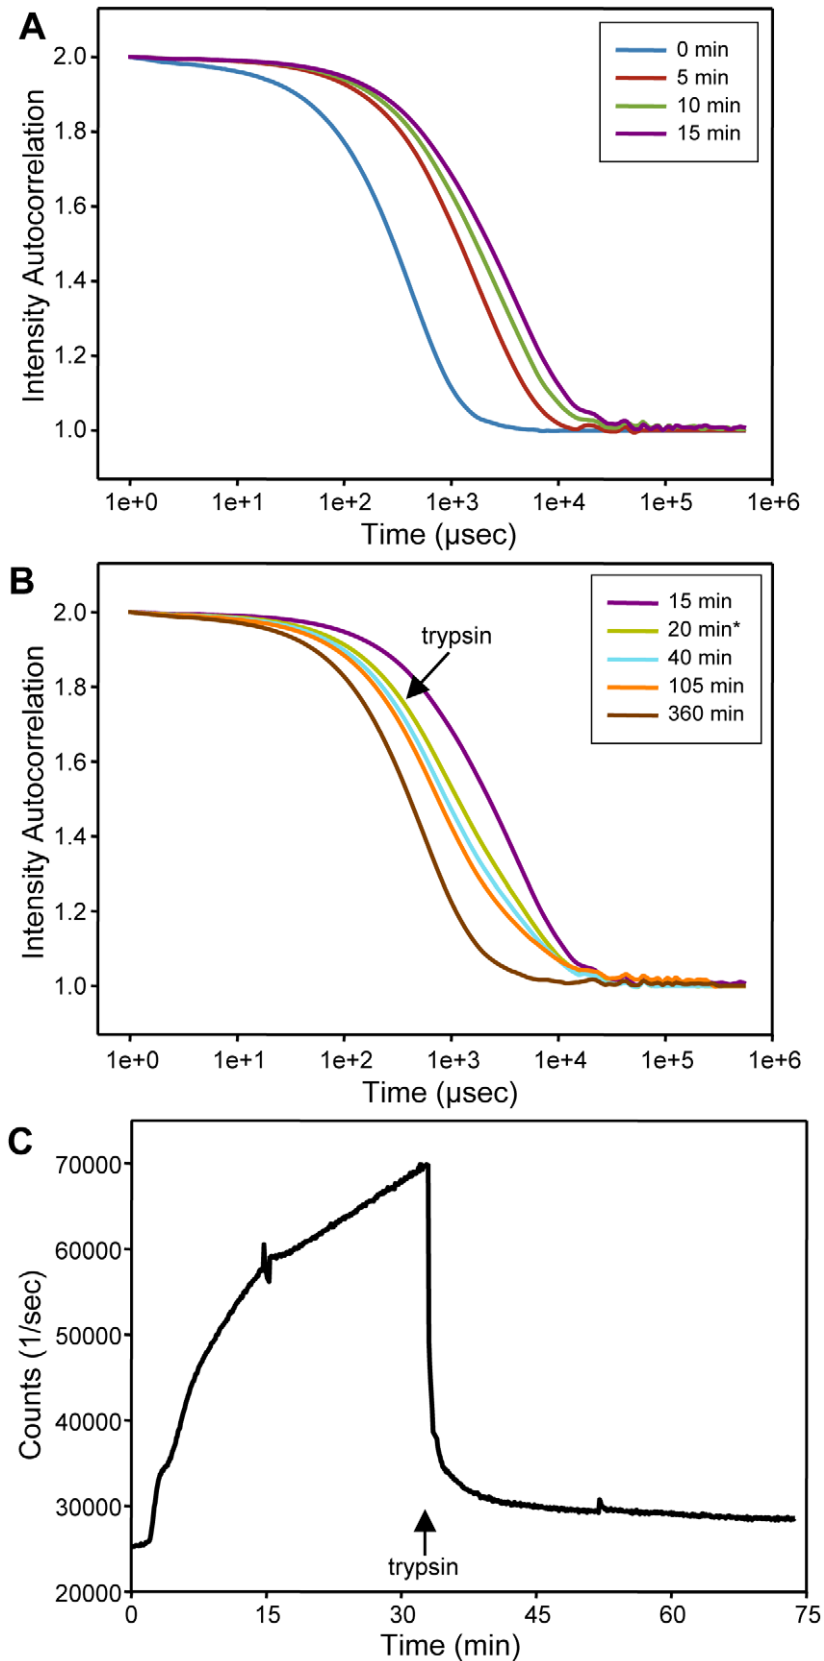 A
Intensity Autocorrelation
2.0
1.8
1.6
1.4
1.2
1.0
0 min
5 min
10 min
15 min
1e+0 1e+1 1e+2 1e+3 1e+4 1e+5 1e+6
Time (µsec)
B
Intensity Autocorrelation
2.0
1.8
1.6
1.4
1.2
1.0
trypsin
15 min
20 min*
40 min
105 min
360 min
1e+0 1e+1 1e+2 1e+3 1e+4 1e+5 1e+6
Time (µsec)
C
Counts (1/sec)
70000
60000
50000
40000
30000
20000
trypsin
0 15 30 45 60 75
Time (min)